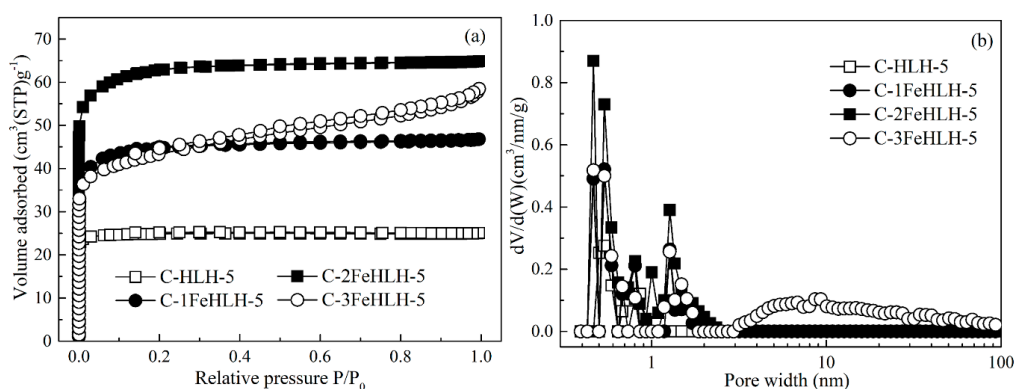 (a)
Volume adsorbed (cm³(STP)g⁻¹)
70
60
50
40
30
20
10
0
C-HLH-5
C-2FeHLH-5
C-1FeHLH-5
C-3FeHLH-5
0.0 0.2 0.4 0.6 0.8 1.0
Relative pressure P/P₀
(b)
dV/d(W)(cm³/nm/g)
1.0
0.8
0.6
0.4
0.2
0.0
C-HLH-5
C-1FeHLH-5
C-2FeHLH-5
C-3FeHLH-5
1 10 100
Pore width (nm)